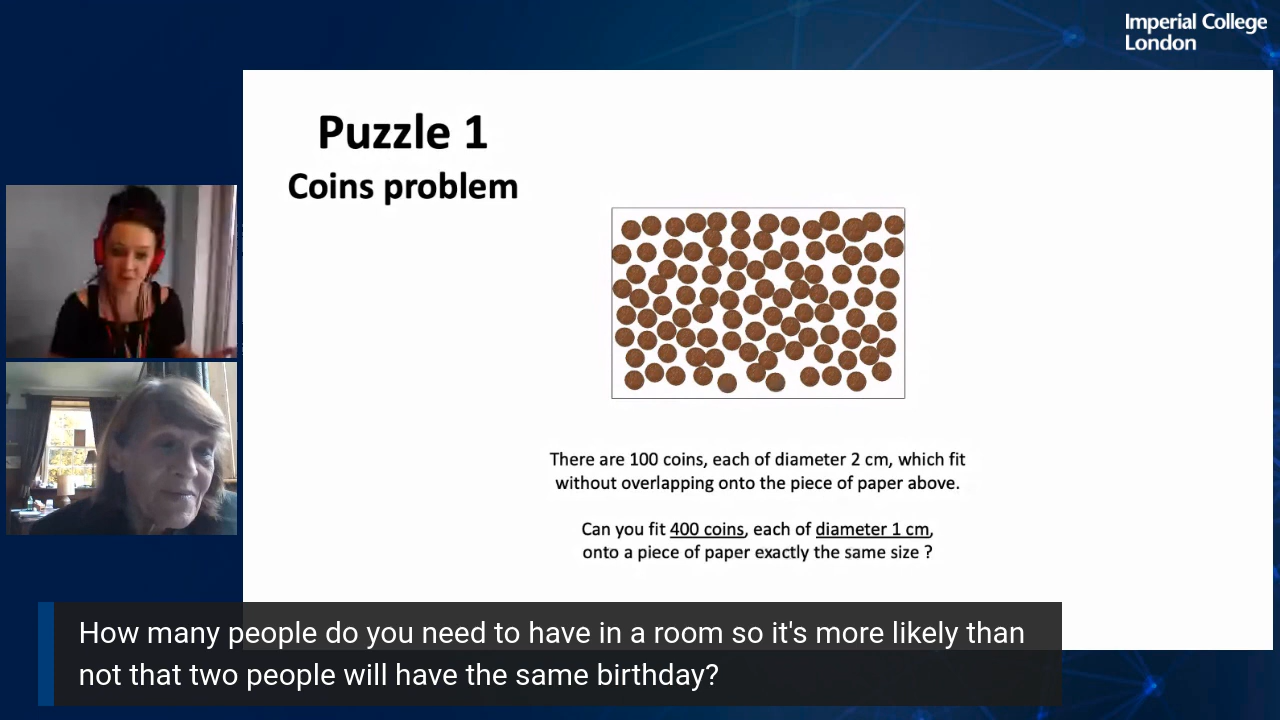 Imperial College
London
Puzzle 1
Coins problem
There are 100 coins, each of diameter 2 cm, which fit
without overlapping onto the piece of paper above.
Can you fit 400 coins, each of diameter 1 cm,
onto a piece of paper exactly the same size ?
How many people do you need to have in a room so it's more likely than
not that two people will have the same birthday?